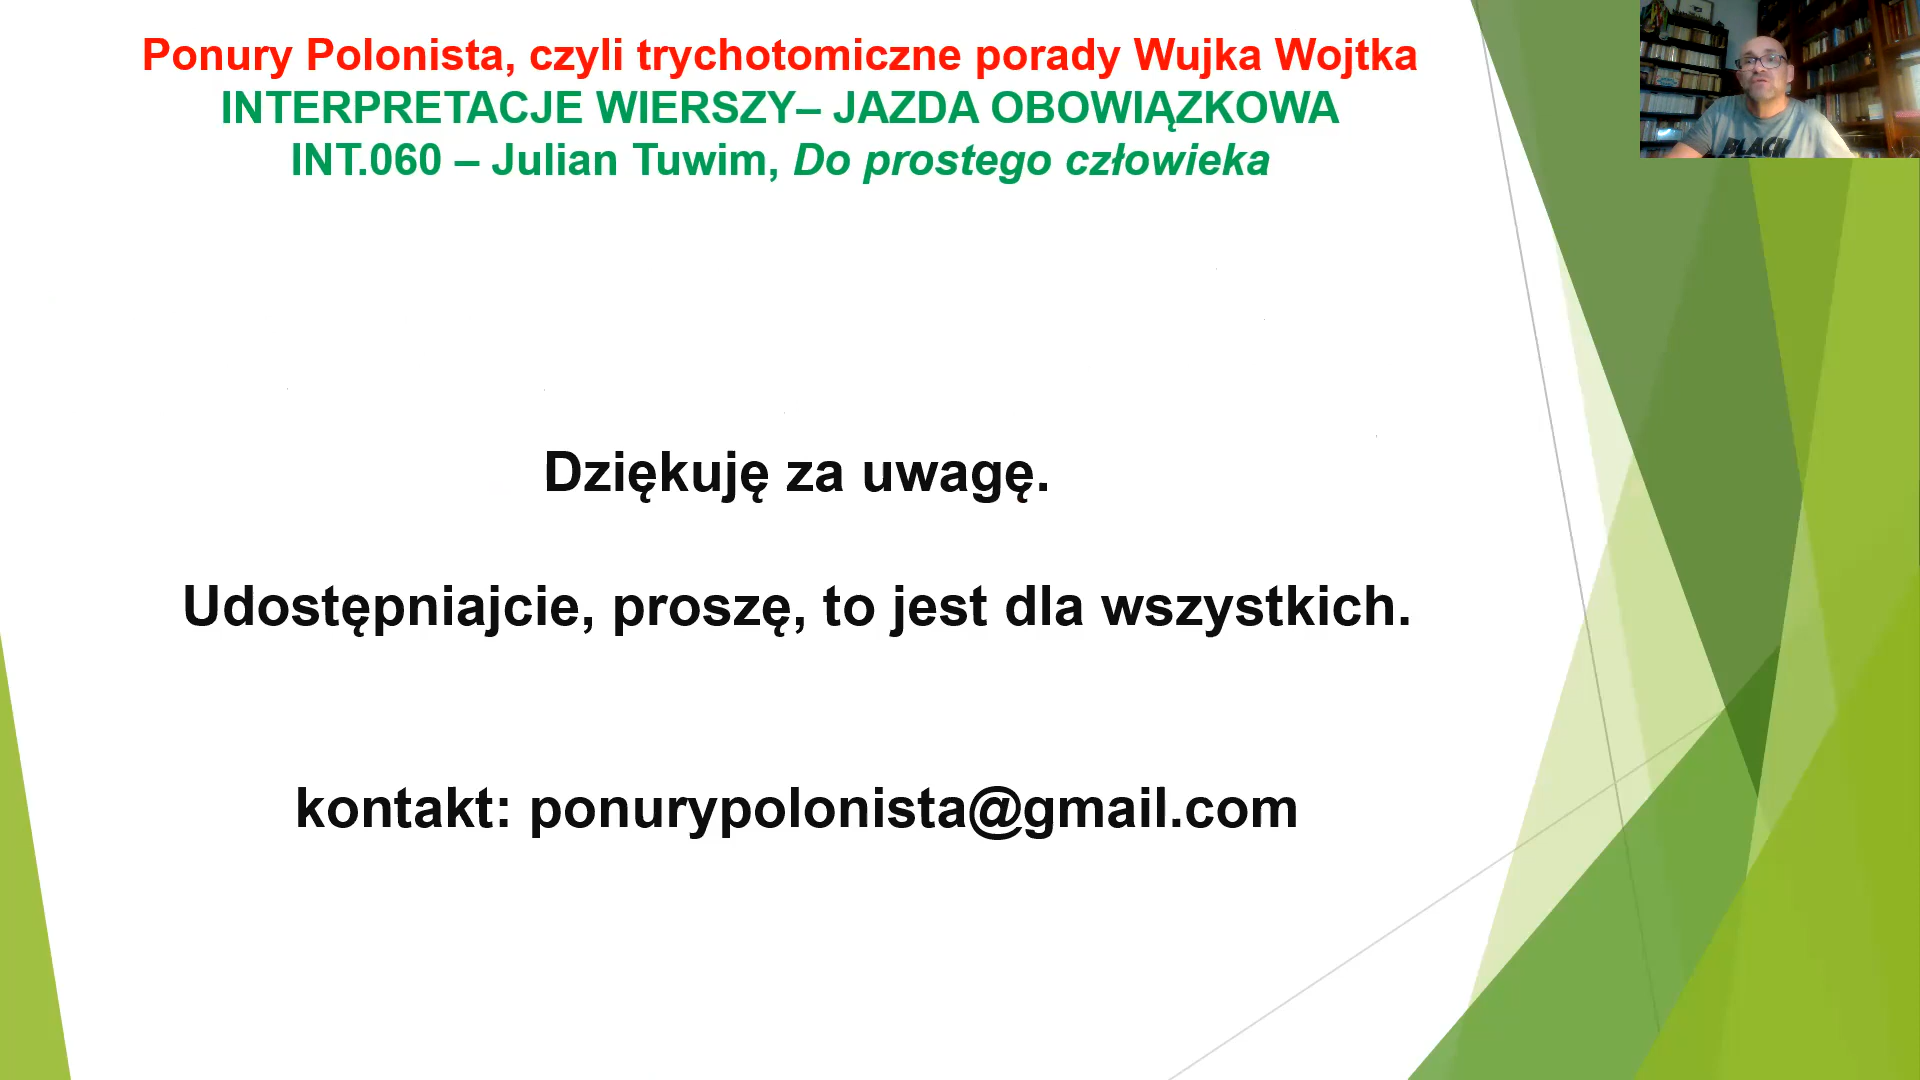 Ponury Polonista, czyli trychotomiczne porady Wujka Wojtka
INTERPRETACJE WIERSZY– JAZDA OBOWIĄZKOWA
INT.060 – Julian Tuwim, Do prostego człowieka
BLACK
Dziękuję za uwagę.
Udostępniajcie, proszę, to jest dla wszystkich.
kontakt: ponurypolonista@gmail.com